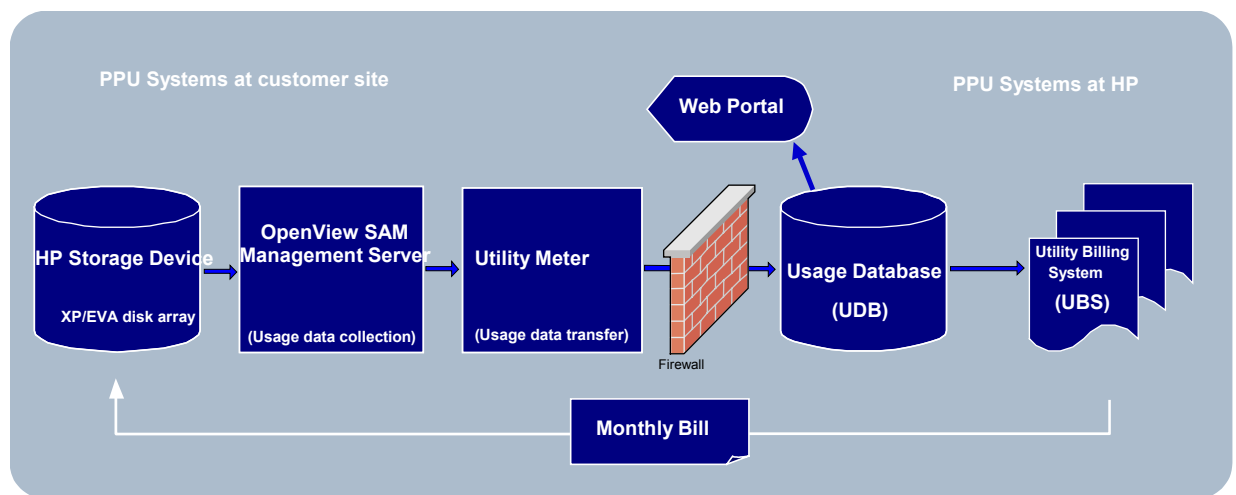 PPU Systems at customer site
PPU Systems at HP
Web Portal
HP Storage Device
XP/EVA disk array
OpenView SAM
Management Server
(Usage data collection)
Utility Meter
(Usage data transfer)
Firewall
Usage Database
(UDB)
Utility Billing
System
(UBS)
Monthly Bill